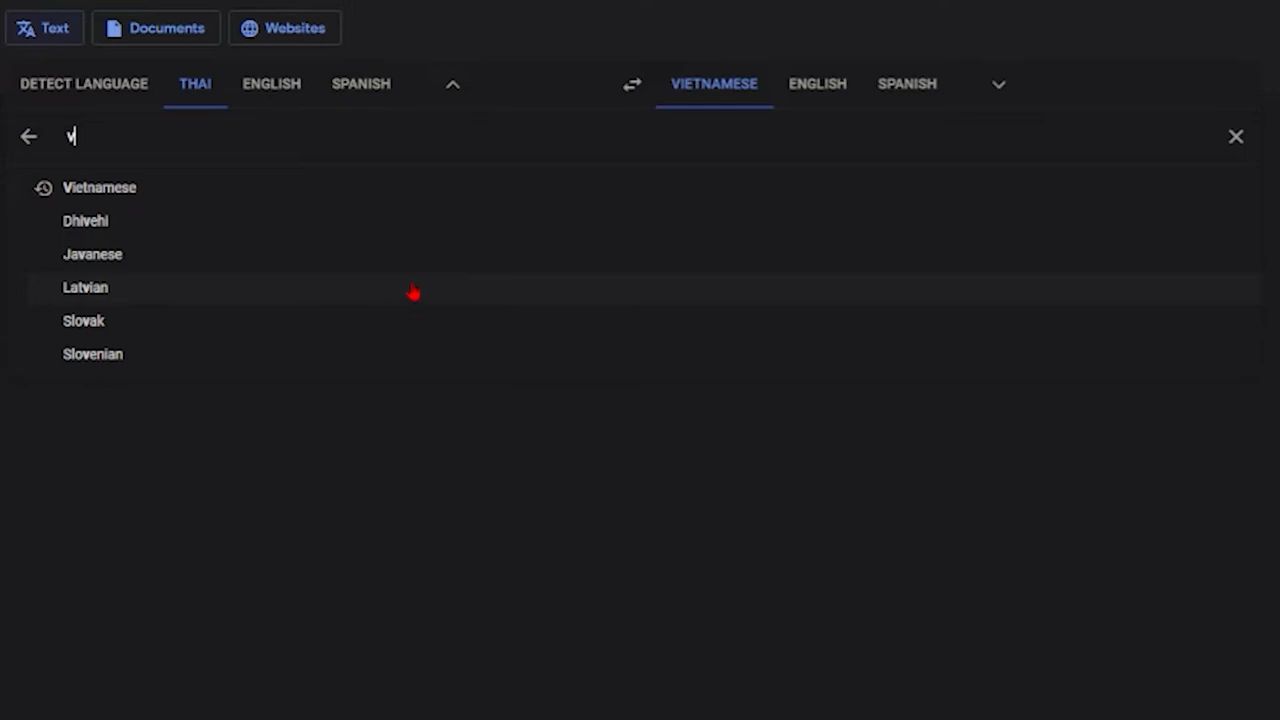 Text Documents Websites
DETECT LANGUAGE THAI ENGLISH SPANISH VIETNAMESE ENGLISH SPANISH
v
Vietnamese
Dhivehi
Javanese
Latvian
Slovak
Slovenian